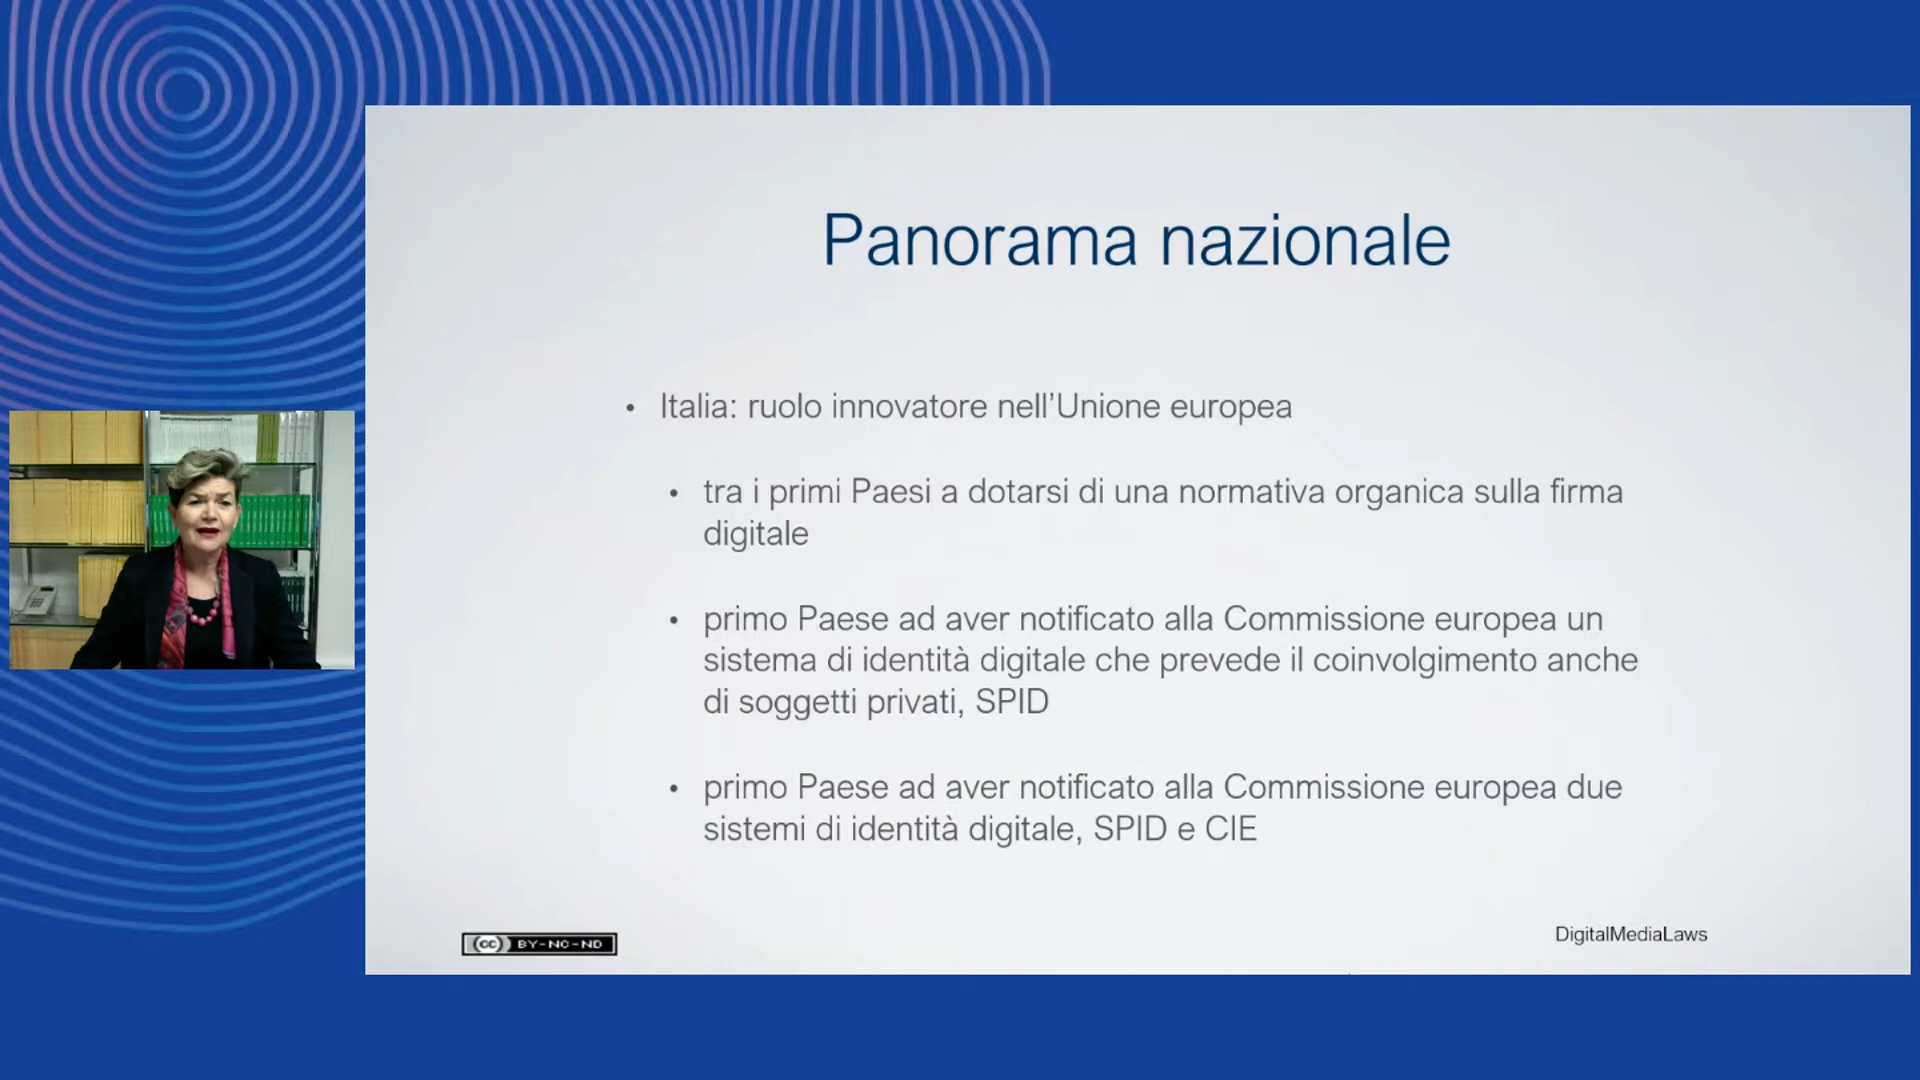 Panorama nazionale
• Italia: ruolo innovatore nell’Unione europea
• tra i primi Paesi a dotarsi di una normativa organica sulla firma
digitale
• primo Paese ad aver notificato alla Commissione europea un
sistema di identità digitale che prevede il coinvolgimento anche
di soggetti privati, SPID
• primo Paese ad aver notificato alla Commissione europea due
sistemi di identità digitale, SPID e CIE
cc BY-NC-ND
DigitalMediaLaws